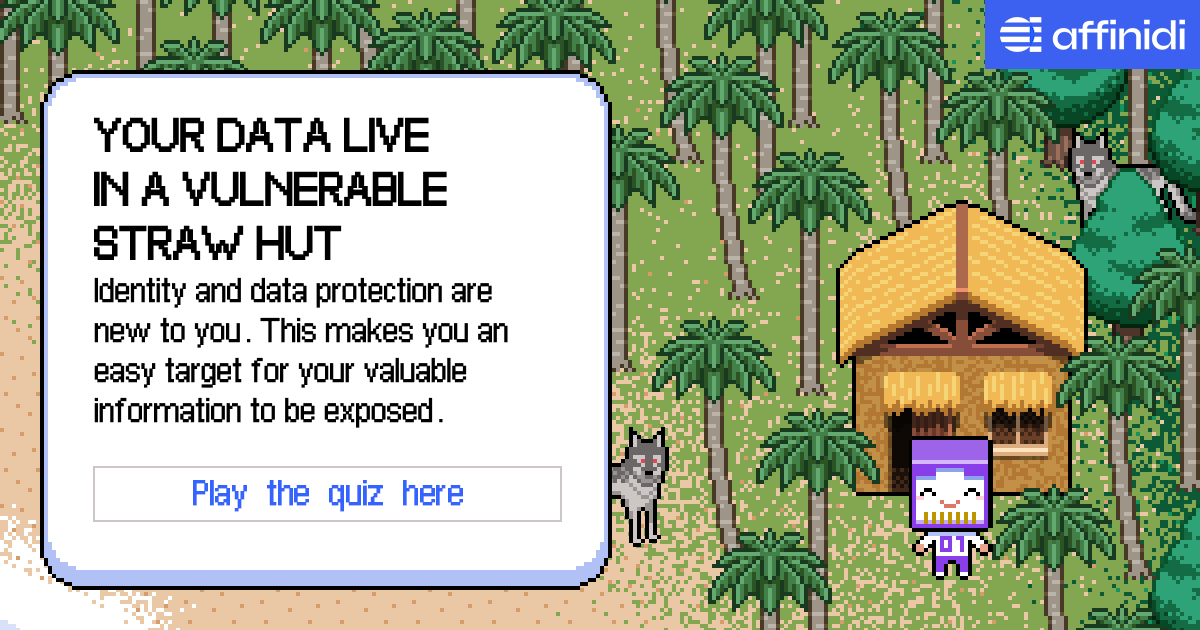 affinidi
YOUR DATA LIVE
IN A VULNERABLE
STRAW HUT
Identity and data protection are
new to you. This makes you an
easy target for your valuable
information to be exposed.
Play the quiz here
01